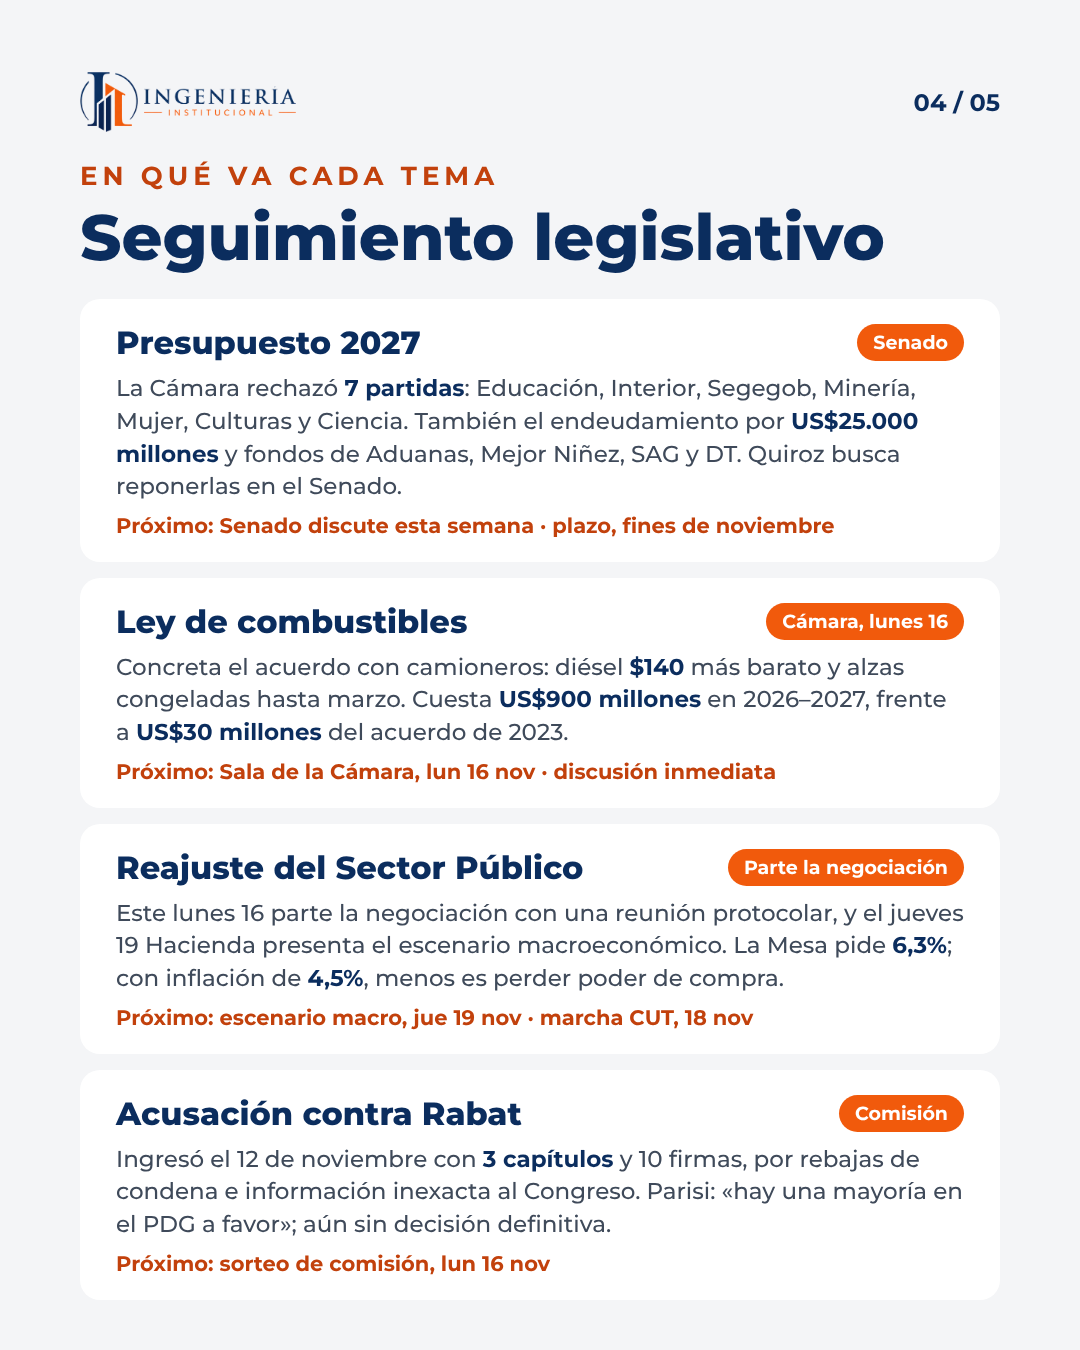 INGENIERIA
INSTITUCIONAL
04 / 05
EN QUÉ VA CADA TEMA
Seguimiento legislativo
Presupuesto 2027
Senado
La Cámara rechazó 7 partidas: Educación, Interior, Segegob, Minería,
Mujer, Culturas y Ciencia. También el endeudamiento por US$25.000
millones y fondos de Aduanas, Mejor Niñez, SAG y DT. Quiroz busca
reponerlas en el Senado.
Próximo: Senado discute esta semana · plazo, fines de noviembre
Ley de combustibles
Cámara, lunes 16
Concreta el acuerdo con camioneros: diésel $140 más barato y alzas
congeladas hasta marzo. Cuesta US$900 millones en 2026–2027, frente
a US$30 millones del acuerdo de 2023.
Próximo: Sala de la Cámara, lun 16 nov · discusión inmediata
Reajuste del Sector Público
Parte la negociación
Este lunes 16 parte la negociación con una reunión protocolar, y el jueves
19 Hacienda presenta el escenario macroeconómico. La Mesa pide 6,3%;
con inflación de 4,5%, menos es perder poder de compra.
Próximo: escenario macro, jue 19 nov · marcha CUT, 18 nov
Acusación contra Rabat
Comisión
Ingresó el 12 de noviembre con 3 capítulos y 10 firmas, por rebajas de
condena e información inexacta al Congreso. Parisi: «hay una mayoría en
el PDG a favor»; aún sin decisión definitiva.
Próximo: sorteo de comisión, lun 16 nov